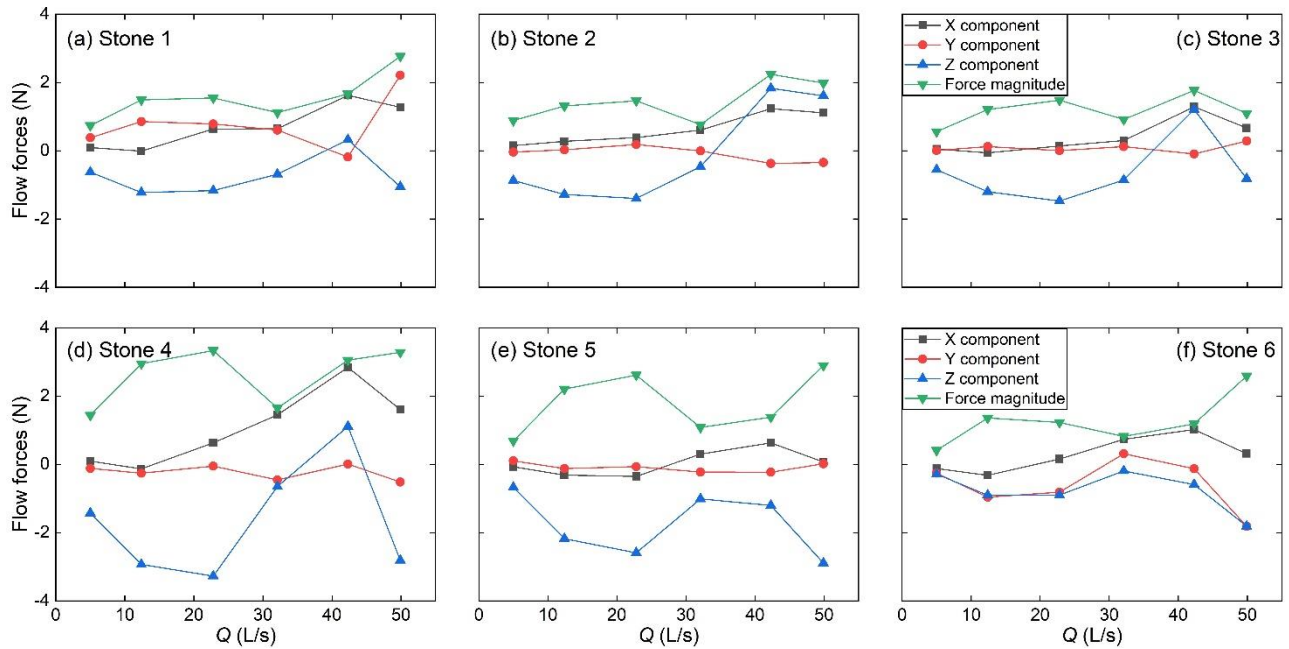 (a) Stone 1
(b) Stone 2
X component
Y component
Z component
Force magnitude
(c) Stone 3
Flow forces (N)
4
2
0
-2
-4
(d) Stone 4
(e) Stone 5
X component
Y component
Z component
Force magnitude
(f) Stone 6
Flow forces (N)
4
2
0
-2
-4
0 10 20 30 40 50
0 10 20 30 40 50
0 10 20 30 40 50
Q (L/s)
Q (L/s)
Q (L/s)